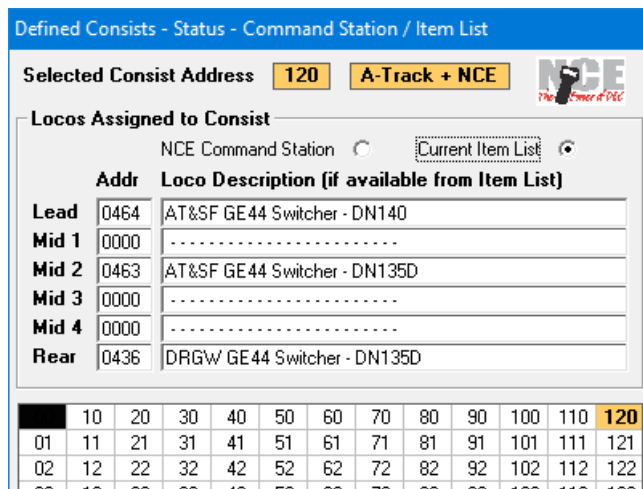 Defined Consists - Status - Command Station / Item List
Selected Consist Address 120 A-Track + NCE NCE
The Power of DCC
Locos Assigned to Consist
NCE Command Station Current Item List
Addr Loco Description (if available from Item List)
Lead 0464 AT&SF GE44 Switcher - DN140
Mid 1 0000 - - - - - - - - - - - - - - - - - - - - - - - -
Mid 2 0463 AT&SF GE44 Switcher - DN135D
Mid 3 0000 - - - - - - - - - - - - - - - - - - - - - - - -
Mid 4 0000 - - - - - - - - - - - - - - - - - - - - - - - -
Rear 0436 DRGW GE44 Switcher - DN135D
10 20 30 40 50 60 70 80 90 100 110 120
01 11 21 31 41 51 61 71 81 91 101 111 121
02 12 22 32 42 52 62 72 82 92 102 112 122